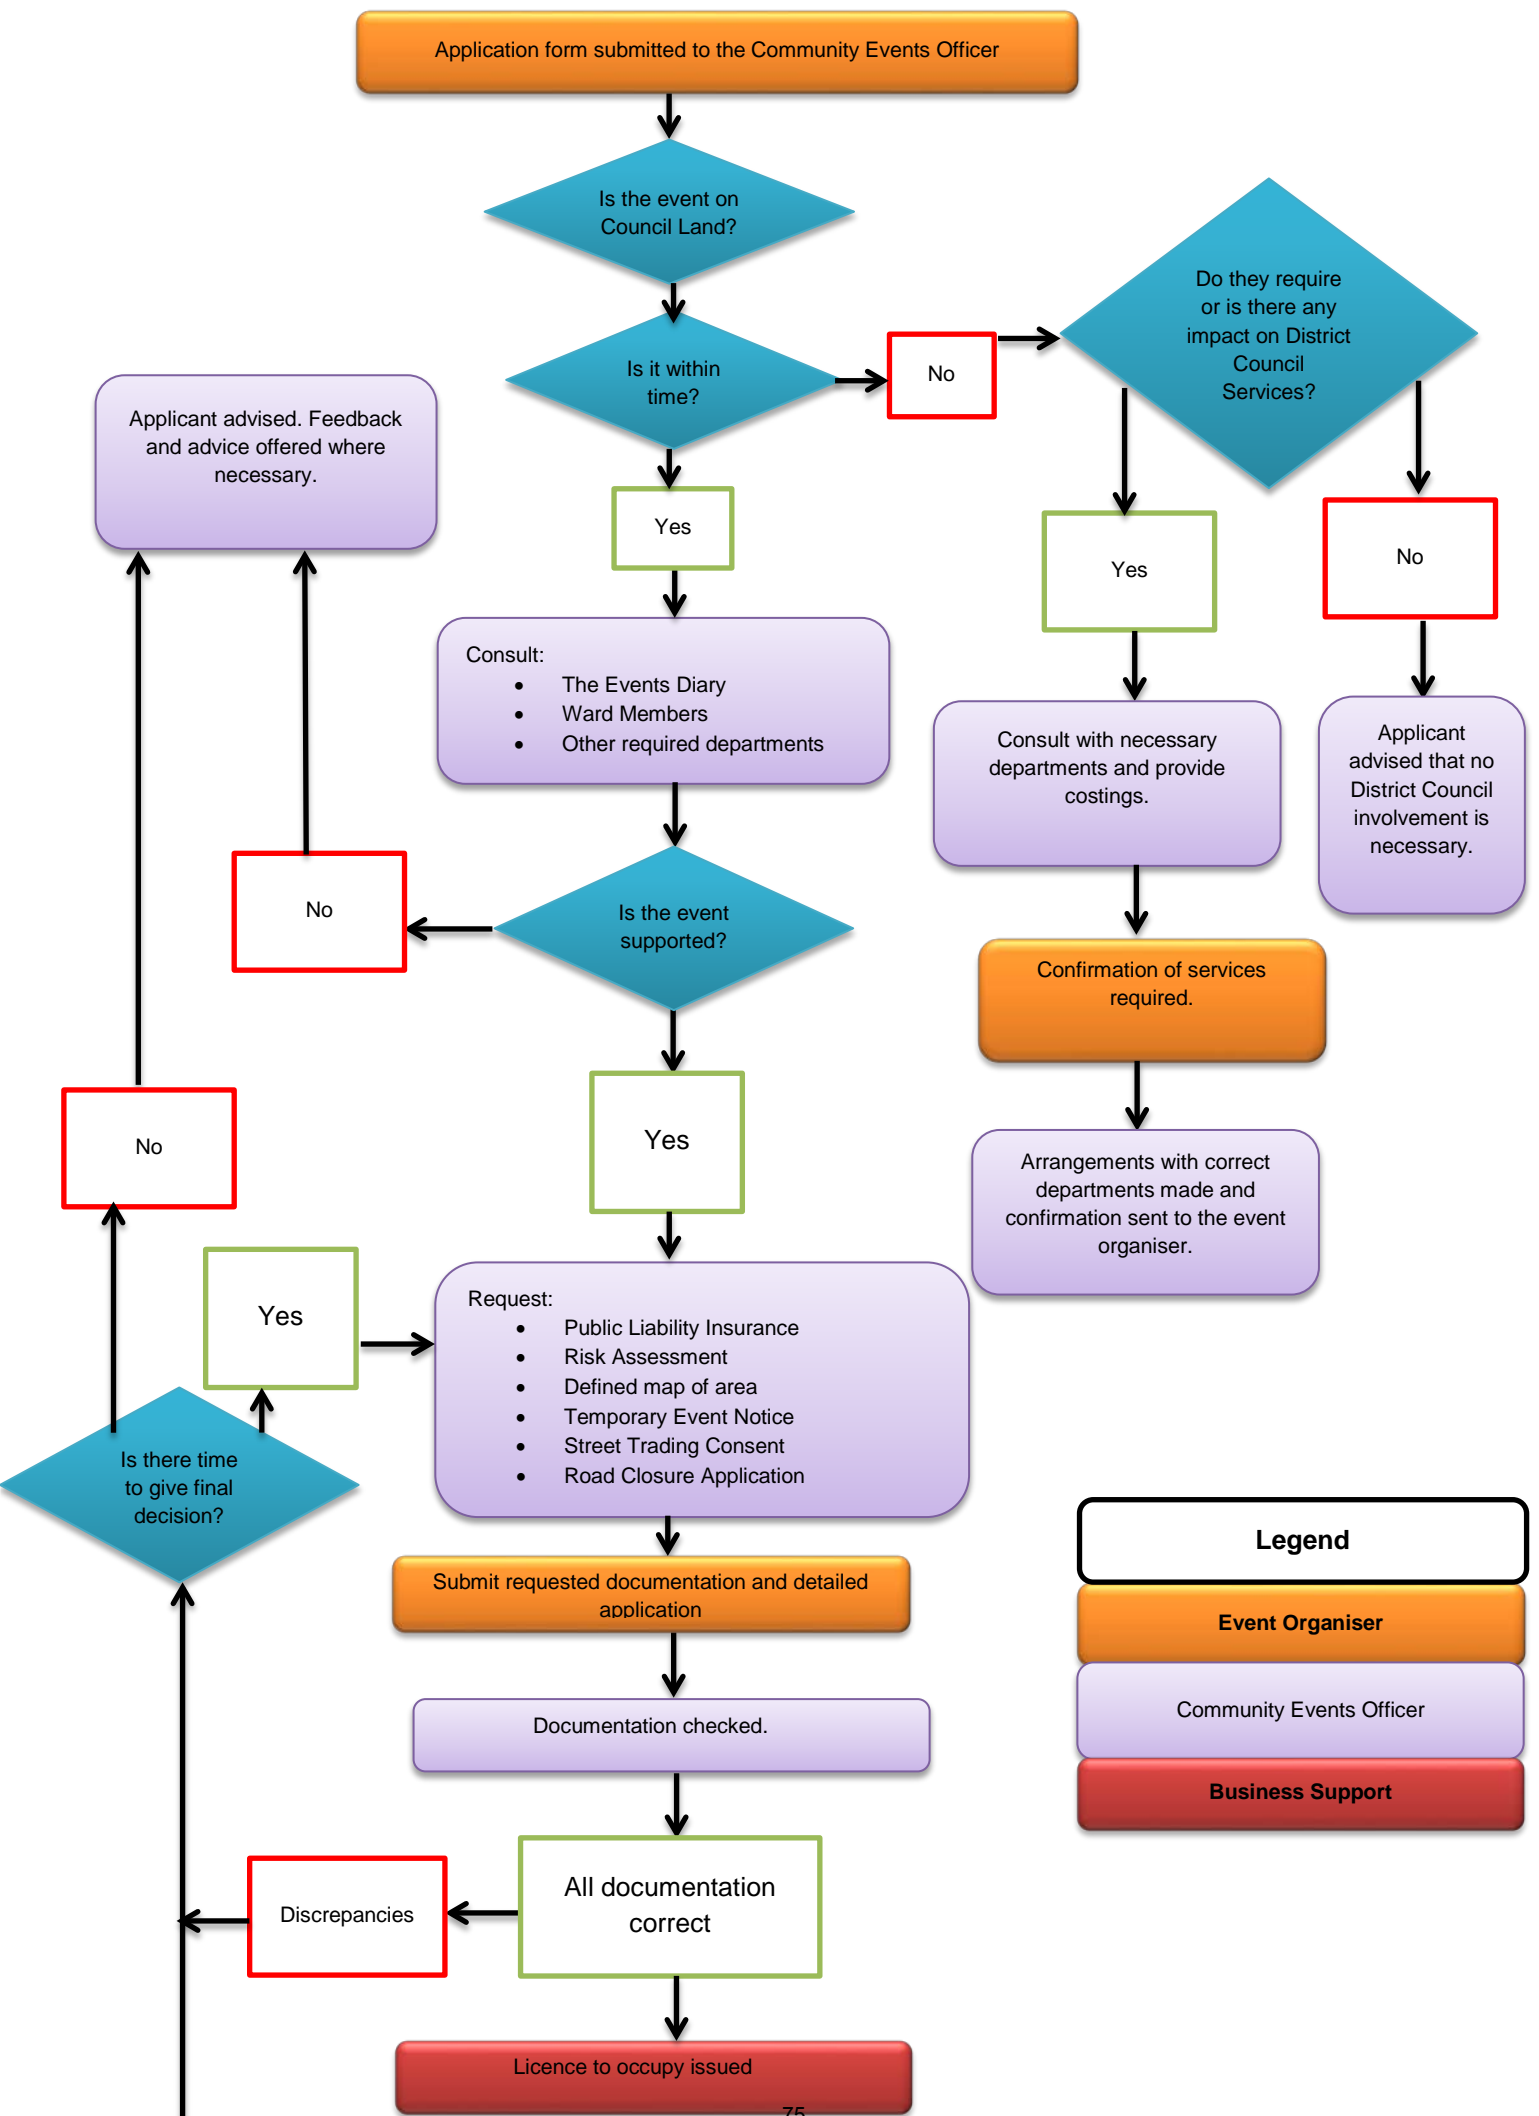 Application form submitted to the Community Events Officer
Is the event on
Council Land?
Do they require
or is there any
impact on District
Council
Services?
Is it within
time?
No
Applicant advised. Feedback
and advice offered where
necessary.
Yes
Yes
No
Consult:
• The Events Diary
• Ward Members
• Other required departments
Consult with necessary
departments and provide
costings.
Applicant
advised that no
District Council
involvement is
necessary.
No
Is the event
supported?
Confirmation of services
required.
No
Yes
Arrangements with correct
departments made and
confirmation sent to the event
organiser.
Yes
Request:
• Public Liability Insurance
• Risk Assessment
• Defined map of area
• Temporary Event Notice
• Street Trading Consent
• Road Closure Application
Is there time
to give final
decision?
Legend
Event Organiser
Community Events Officer
Business Support
Submit requested documentation and detailed
application
Documentation checked.
All documentation
correct
Discrepancies
Licence to occupy issued
75